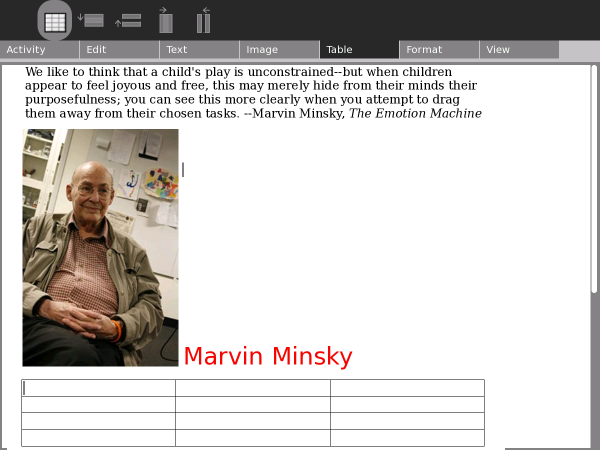 Activity Edit Text Image Table Format View
We like to think that a child's play is unconstrained--but when children
appear to feel joyous and free, this may merely hide from their minds their
purposefulness; you can see this more clearly when you attempt to drag
them away from their chosen tasks. --Marvin Minsky, The Emotion Machine
Marvin Minsky